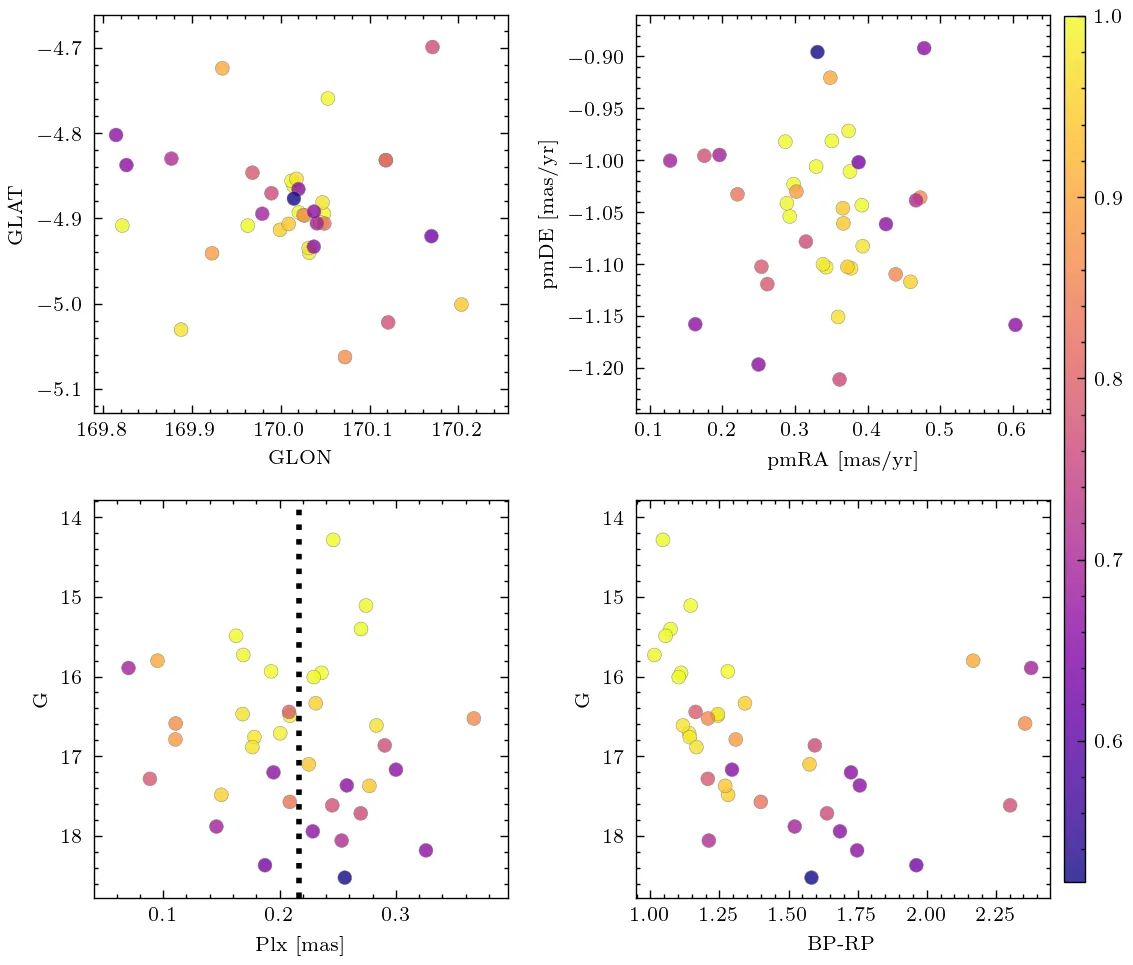 −4.7
−4.8
−4.9
−5.0
−5.1
GLAT
169.8 169.9 170.0 170.1 170.2
GLON
−0.90
−0.95
−1.00
−1.05
−1.10
−1.15
−1.20
pmDE [mas/yr]
0.1 0.2 0.3 0.4 0.5 0.6
pmRA [mas/yr]
14
15
16
17
18
G
0.1 0.2 0.3
Plx [mas]
14
15
16
17
18
G
1.00 1.25 1.50 1.75 2.00 2.25
BP-RP
1.0
0.9
0.8
0.7
0.6